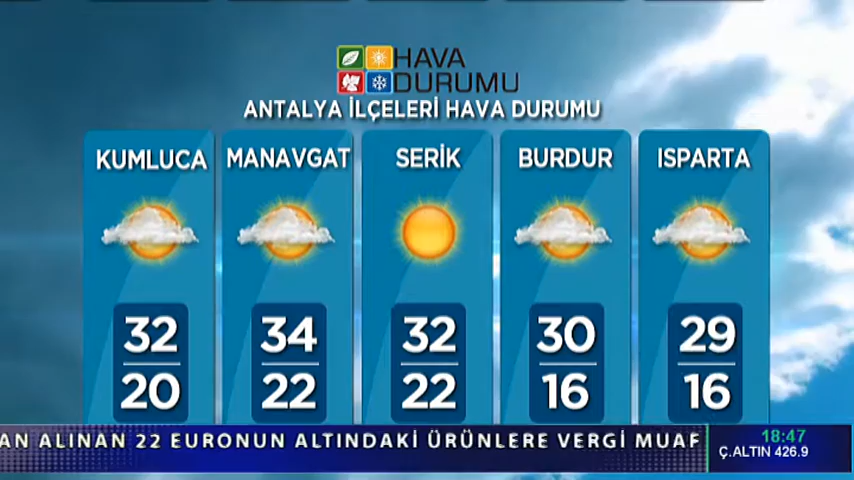 HAVA
DURUMU
ANTALYA İLÇELERİ HAVA DURUMU
KUMLUCA
32
20
MANAVGAT
34
22
SERİK
32
22
BURDUR
30
16
ISPARTA
29
16
AN ALINAN 22 EURONUN ALTINDAKİ ÜRÜNLERE VERGİ MUAF
18:47
Ç.ALTIN 426.9